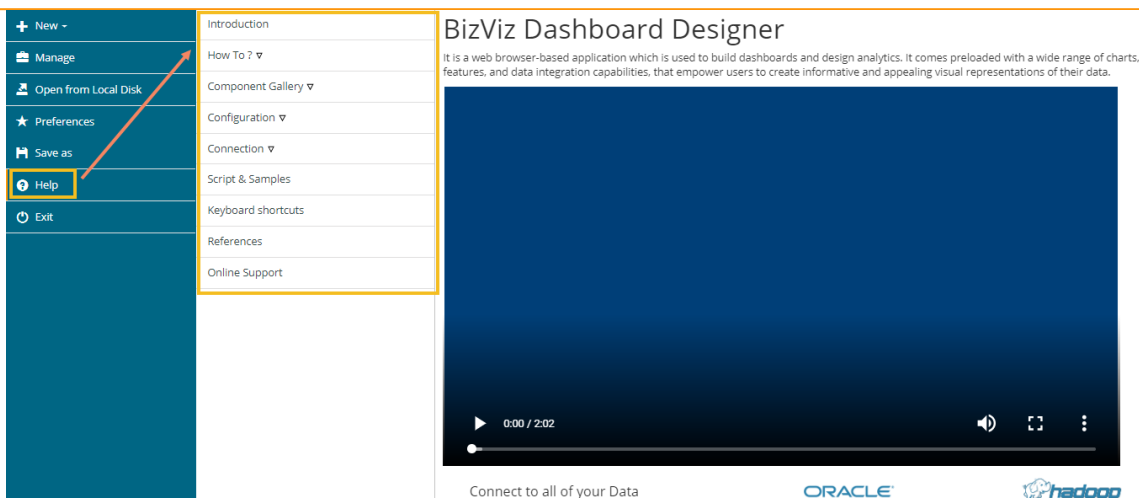 New
Manage
Open from Local Disk
Preferences
Save as
Help
Exit
Introduction
How To ?
Component Gallery
Configuration
Connection
Script & Samples
Keyboard shortcuts
References
Online Support
BizViz Dashboard Designer
It is a web browser-based application which is used to build dashboards and design analytics. It comes preloaded with a wide range of charts,
features, and data integration capabilities, that empower users to create informative and appealing visual representations of their data.
0:00 / 2:02
Connect to all of your Data
ORACLE
hadoop